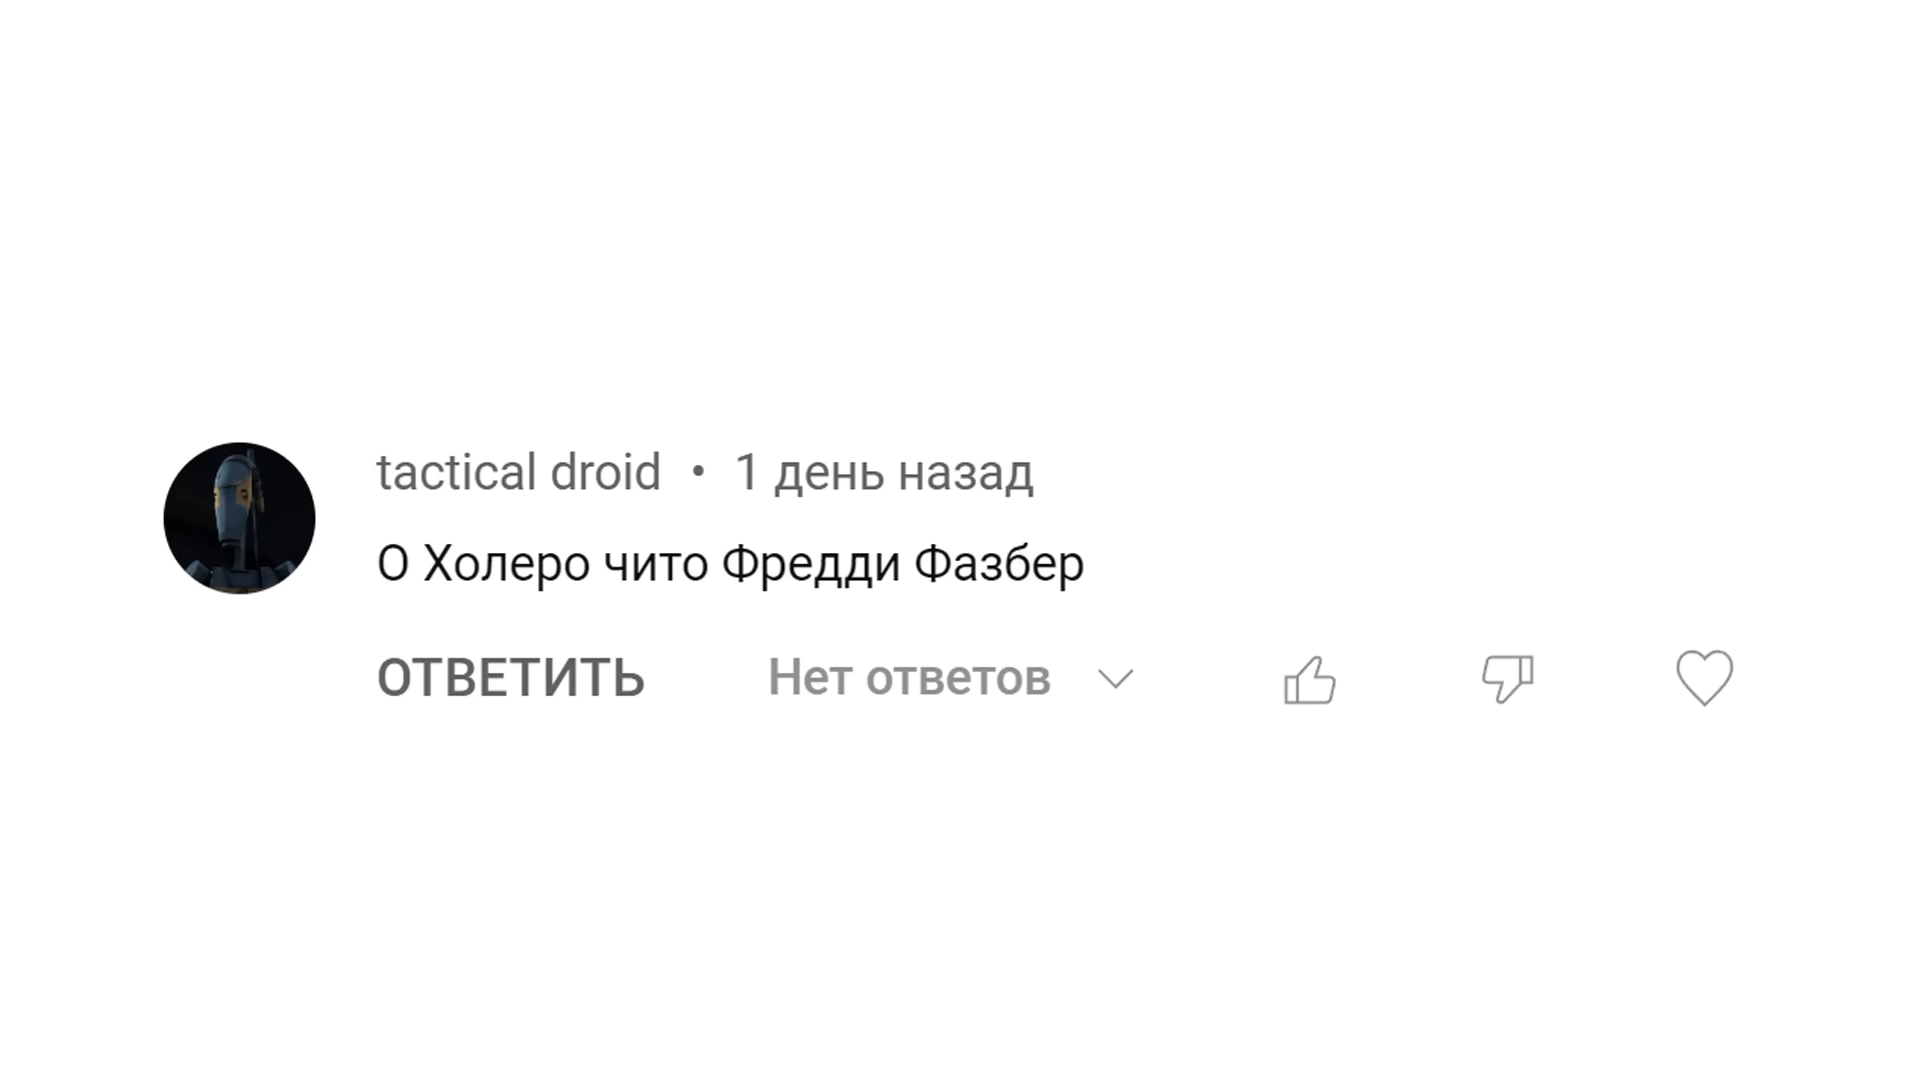 tactical droid • 1 день назад
О Холеро чито Фредди Фазбер
ОТВЕТИТЬ Нет ответов